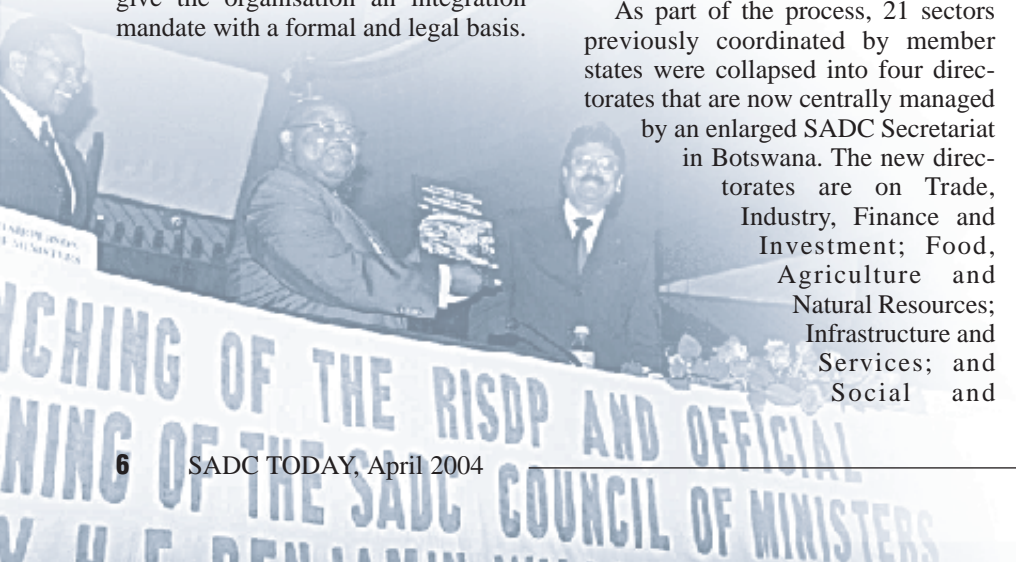 give the organisation an integration
mandate with a formal and legal basis.
As part of the process, 21 sectors
previously coordinated by member
states were collapsed into four direc-
torates that are now centrally managed
by an enlarged SADC Secretariat
in Botswana. The new direc-
torates are on Trade,
Industry, Finance and
Investment; Food,
Agriculture and
Natural Resources;
Infrastructure and
Services; and
Social and
MINISTERS
NCHING OF THE RISDP AND OFFICIAL
NING OF THE SADC COUNCIL OF MINISTERS
Y H.E. BENJAMIN
6 SADC TODAY, April 2004